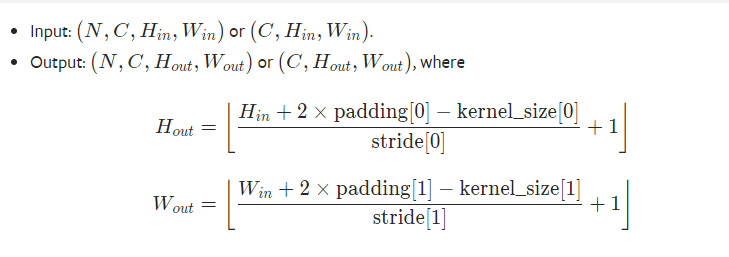 • Input: (N, C, H_in, W_in) or (C, H_in, W_in).
• Output: (N, C, H_out, W_out) or (C, H_out, W_out), where
H_out = ⌊(H_in + 2 × padding[0] − kernel_size[0]) / stride[0] + 1⌋
W_out = ⌊(W_in + 2 × padding[1] − kernel_size[1]) / stride[1] + 1⌋